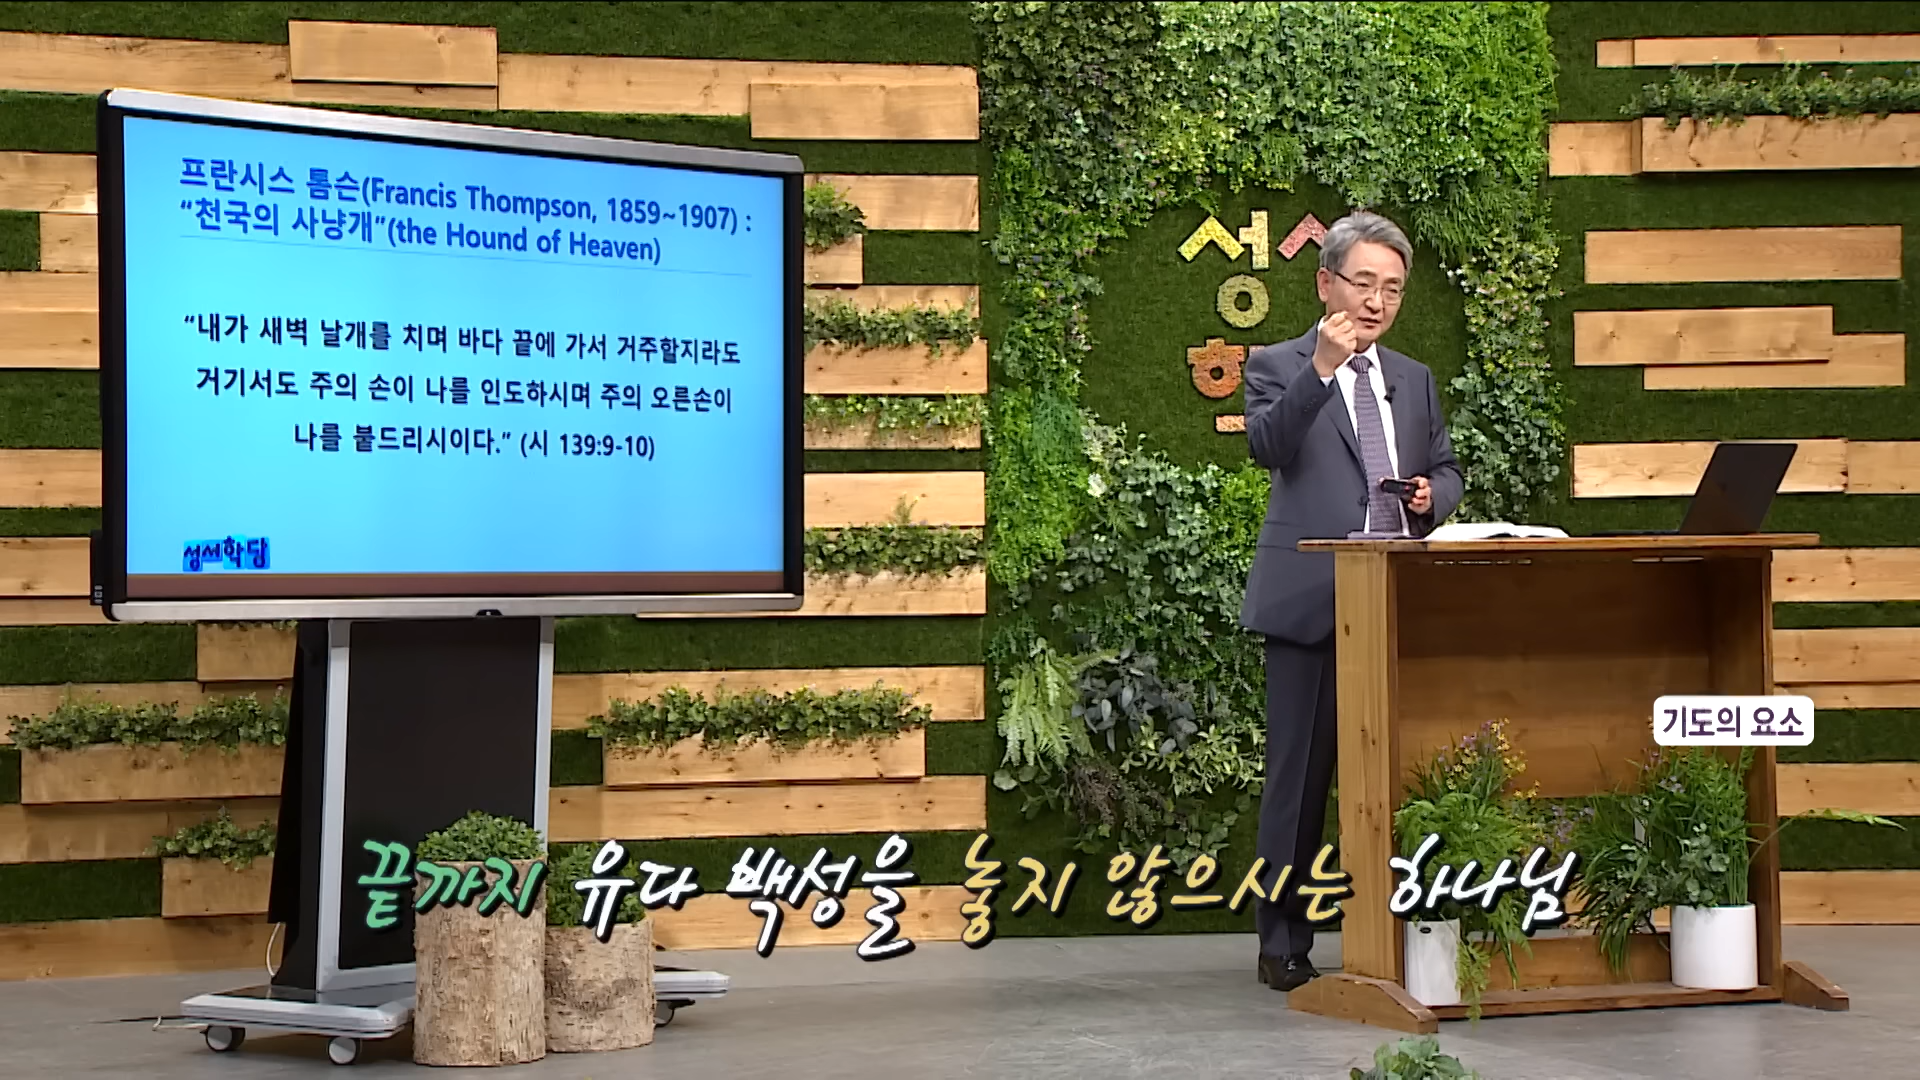 프란시스 톰슨(Francis Thompson, 1859~1907) :
“천국의 사냥개”(the Hound of Heaven)
“내가 새벽 날개를 치며 바다 끝에 가서 거주할지라도
거기서도 주의 손이 나를 인도하시며 주의 오른손이
나를 붙드리시이다.” (시 139:9-10)
성서학당
기도의 요소
끝까지 유다 백성을 놓지 않으시는 하나님